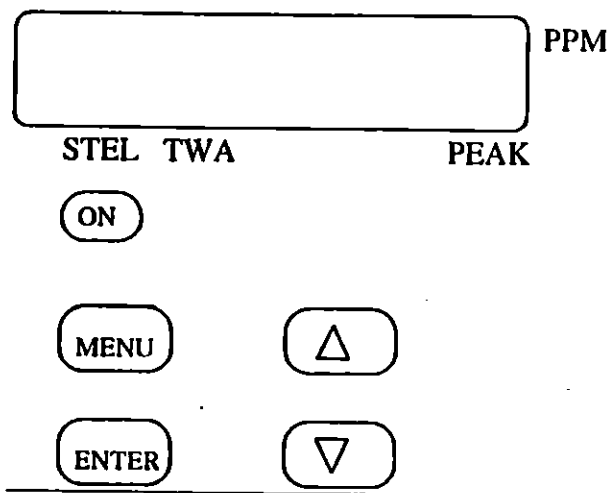 PPM
STEL TWA PEAK
ON
MENU △
ENTER ▽